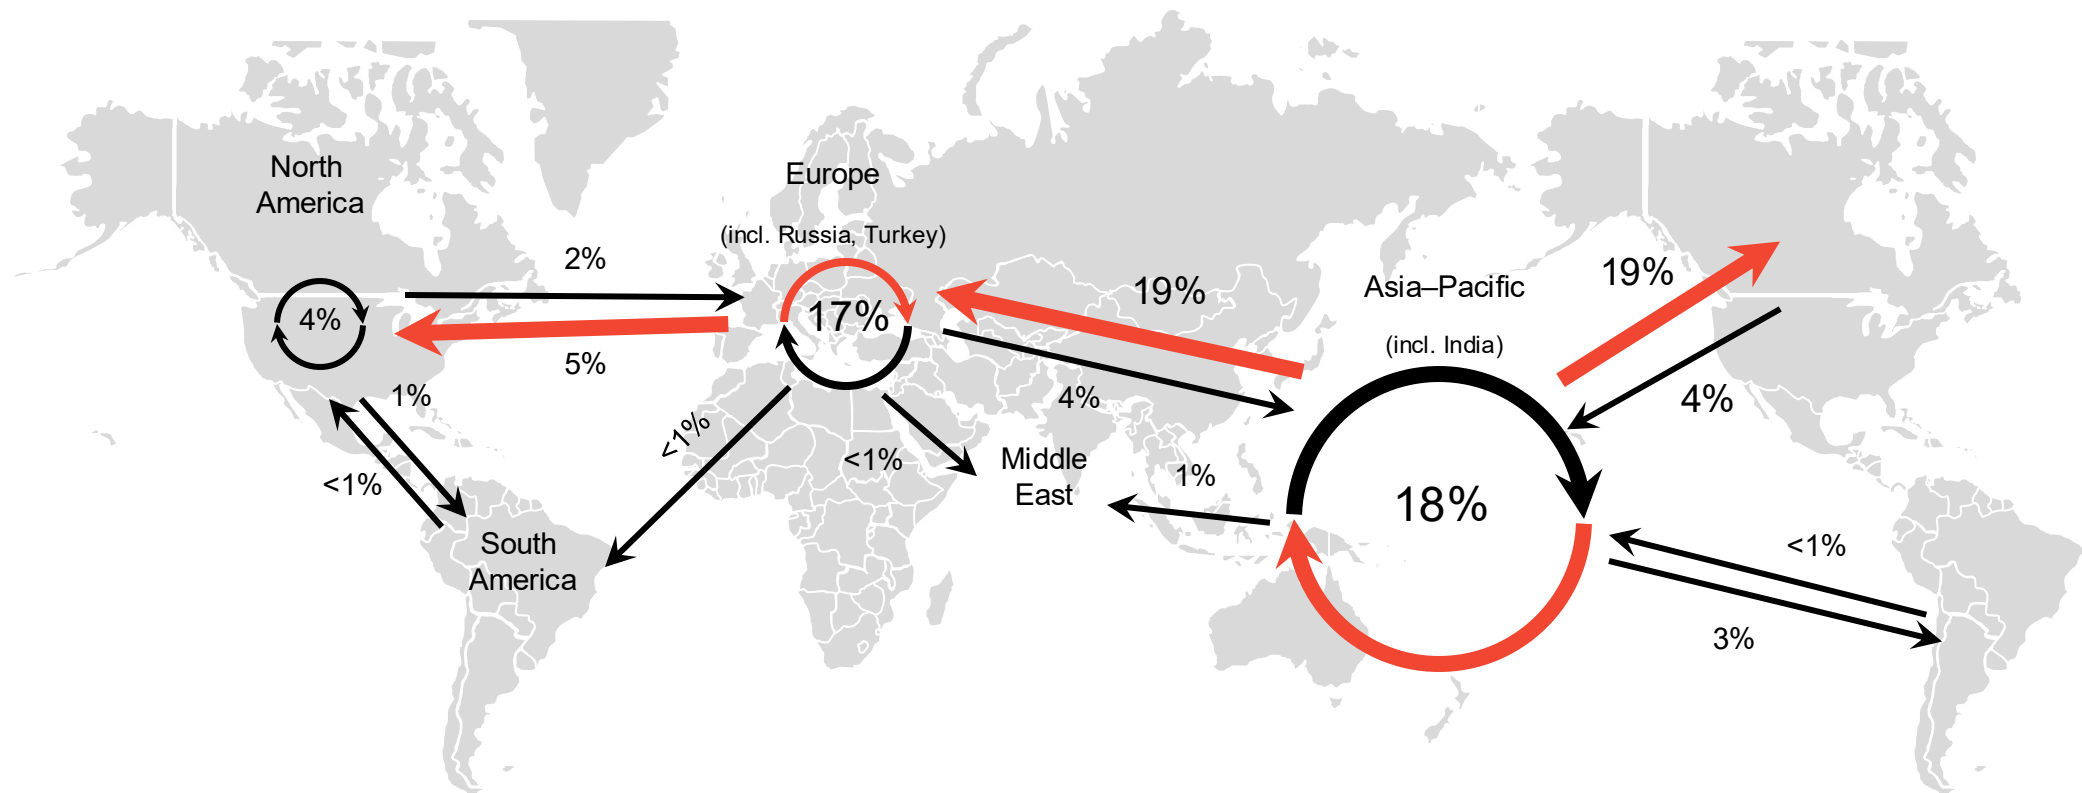 North
America
Europe
(incl. Russia, Turkey)
2%
4%
5%
1%
<1%
17%
<1%
<1%
19%
4%
Asia–Pacific
(incl. India)
19%
4%
Middle
East
1%
18%
South
America
<1%
3%